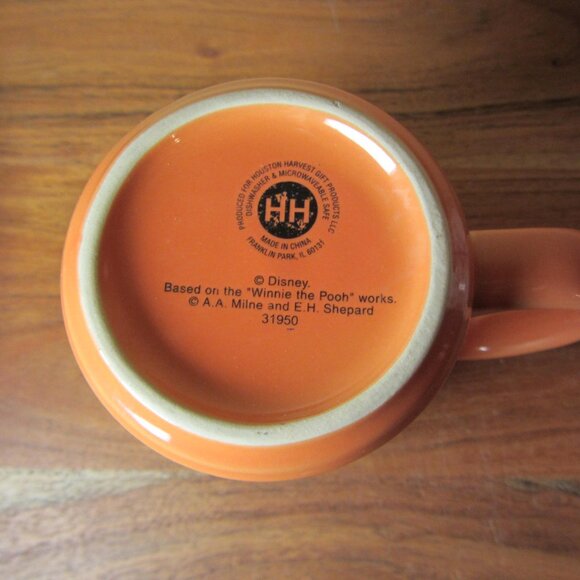 PRODUCED FOR HOUSTON HARVEST GIFT PRODUCTS LLC
DISHWASHER & MICROWAVEABLE SAFE
HH
MADE IN CHINA
FRANKLIN PARK, IL 60131
© Disney.
Based on the "Winnie the Pooh" works.
© A.A. Milne and E.H. Shepard
31950